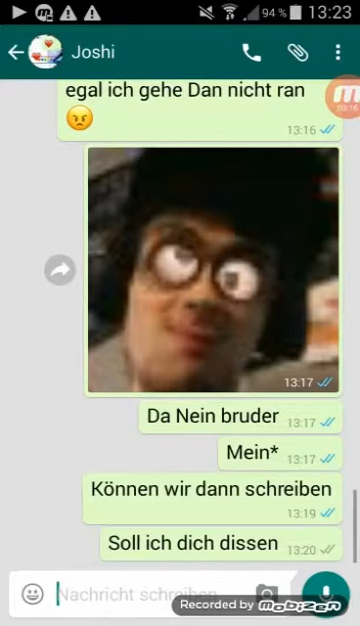 94 % 13:23
Joshi
egal ich gehe Dan nicht ran
😠
13:16
03:16
13:17
Da Nein bruder 13:17
Mein* 13:17
Können wir dann schreiben
13:19
Soll ich dich dissen 13:20
Nachricht schreiben
Recorded by mobizen